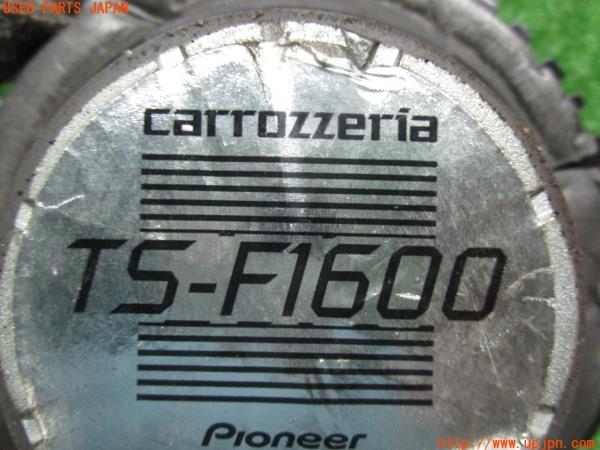 USED PARTS JAPAN
carrozzeria
TS-F1600
Pioneer
http://www.upjpn.com/